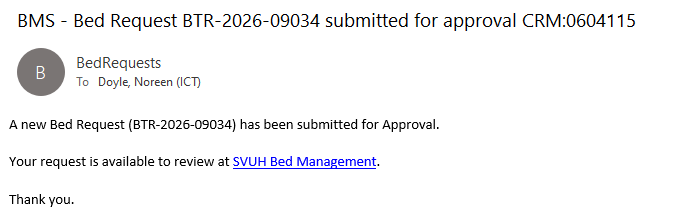 BMS - Bed Request BTR-2026-09034 submitted for approval CRM:0604115
B
BedRequests
To Doyle, Noreen (ICT)
A new Bed Request (BTR-2026-09034) has been submitted for Approval.
Your request is available to review at SVUH Bed Management.
Thank you.